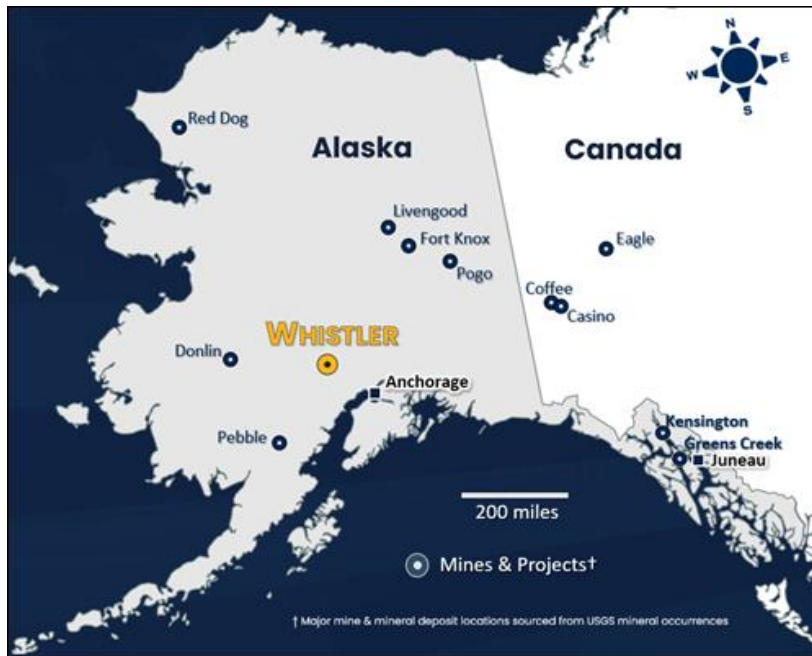 N
W
E
S
Red Dog
Alaska
Canada
Livengood
Fort Knox
Pogo
Eagle
Coffee
Casino
WHISTLER
Donlin
Anchorage
Pebble
Kensington
Greens Creek
Juneau
200 miles
Mines & Projects†
† Major mine & mineral deposit locations sourced from USGS mineral occurrences